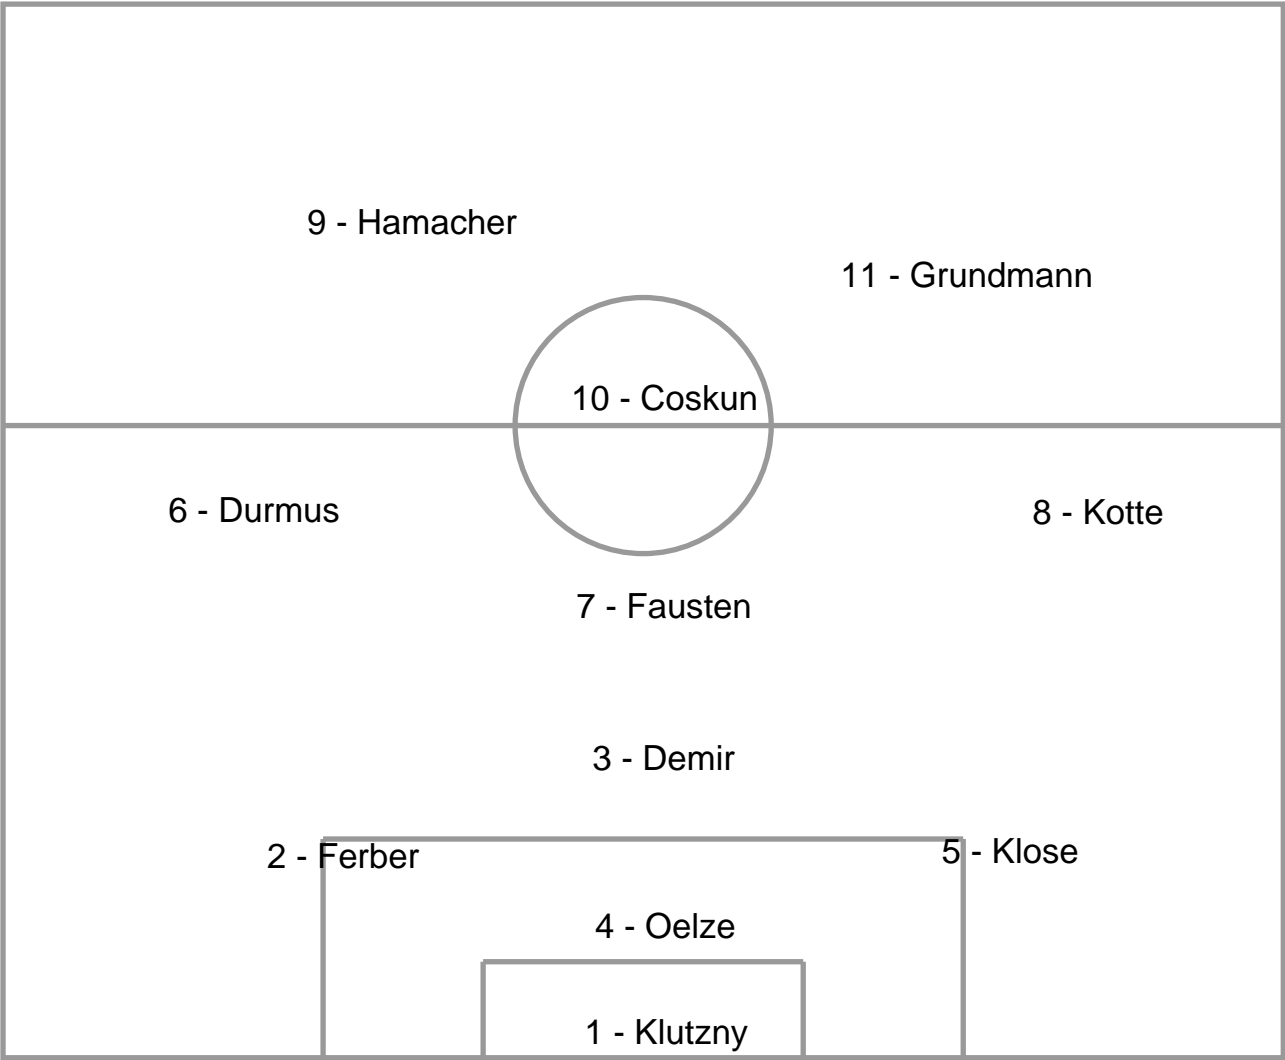 9 - Hamacher
11 - Grundmann
10 - Coskun
6 - Durmus
8 - Kotte
7 - Fausten
3 - Demir
2 - Ferber
5 - Klose
4 - Oelze
1 - Klutzny